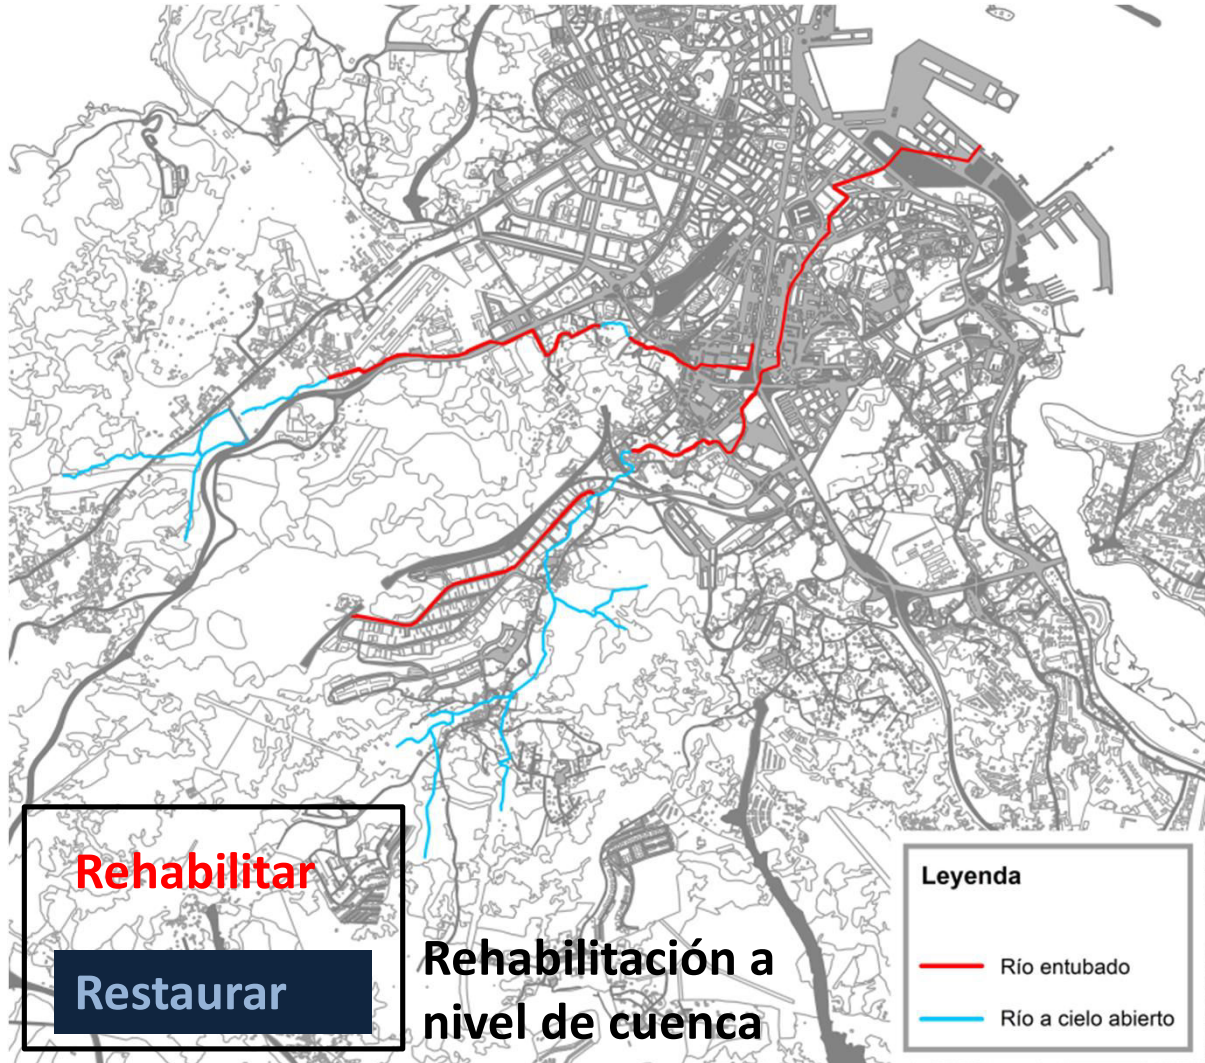 Rehabilitar
Restaurar
Rehabilitación a
nivel de cuenca
Leyenda
Río entubado
Río a cielo abierto